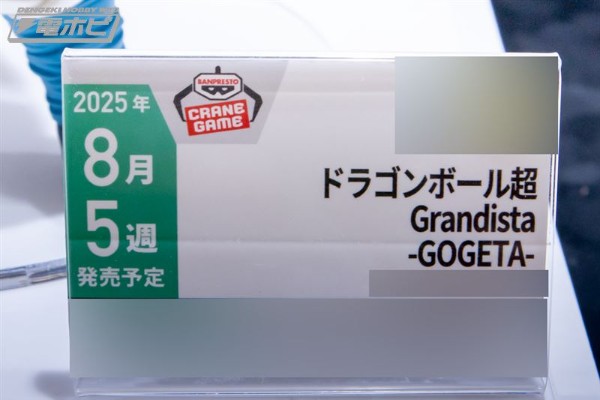 DENGEKI HOBBY WEB
電ホビ
2025年
8月
5週
発売予定
BANPRESTO
CRANE
GAME
ドラゴンボール超
Grandista
-GOGETA-